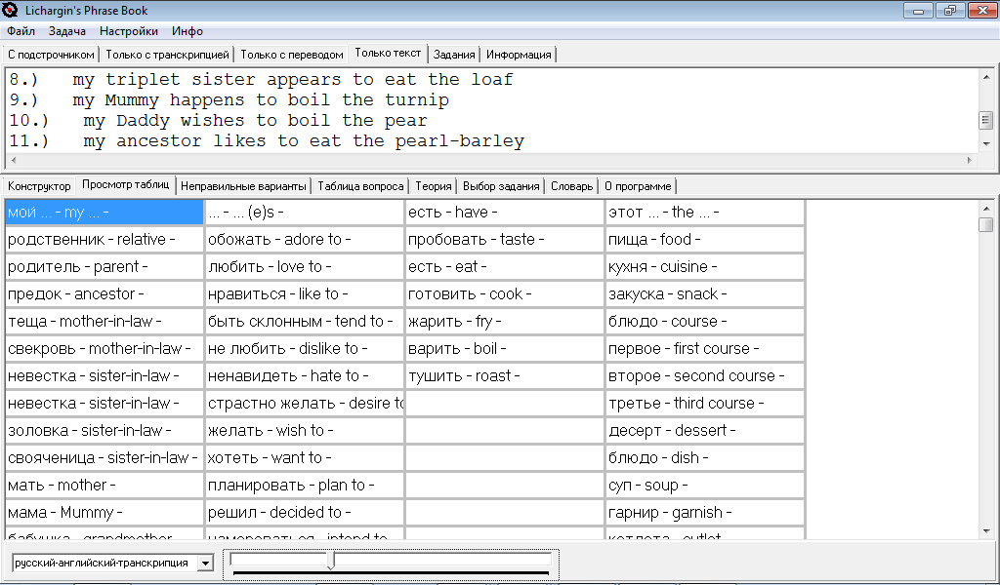 Lichargin's Phrase Book
Файл Задача Настройки Инфо
С подстрочником Только с транскрипцией Только с переводом Только текст Задания Информация
8.) my triplet sister appears to eat the loaf
9.) my Mummy happens to boil the turnip
10.) my Daddy wishes to boil the pear
11.) my ancestor likes to eat the pearl-barley
Конструктор Просмотр таблиц Неправильные варианты Таблица вопроса Теория Выбор задания Словарь О программе
мой ... - my ... - ... - ... (e)s - есть - have - этот ... - the ... -
родственник - relative - обожать - adore to - пробовать - taste - пища - food -
родитель - parent - любить - love to - есть - eat - кухня - cuisine -
предок - ancestor - нравиться - like to - готовить - cook - закуска - snack -
теща - mother-in-law - быть склонным - tend to - жарить - fry - блюдо - course -
свекровь - mother-in-law - не любить - dislike to - варить - boil - первое - first course -
невестка - sister-in-law - ненавидеть - hate to - тушить - roast - второе - second course -
невестка - sister-in-law - страстно желать - desire to третье - third course -
золовка - sister-in-law - желать - wish to - десерт - dessert -
свояченица - sister-in-law - хотеть - want to - блюдо - dish -
мать - mother - планировать - plan to - суп - soup -
мама - Mummy - решил - decided to - гарнир - garnish -
бабушка - grandmother намереваться - intend to котлета - cutlet
русский-английский-транскрипция